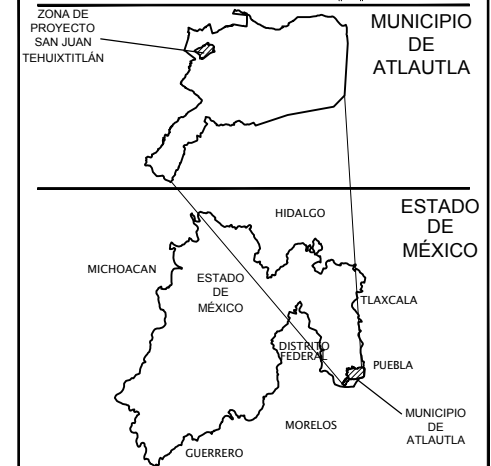 ZONA DE
PROYECTO
SAN JUAN
TEHUIXTITLÁN
MUNICIPIO
DE
ATLAUTLA
ESTADO
DE
MÉXICO
HIDALGO
MICHOACAN
ESTADO
DE
MÉXICO
TLAXCALA
DISTRITO
FEDERAL
PUEBLA
MUNICIPIO
DE
ATLAUTLA
MORELOS
GUERRERO